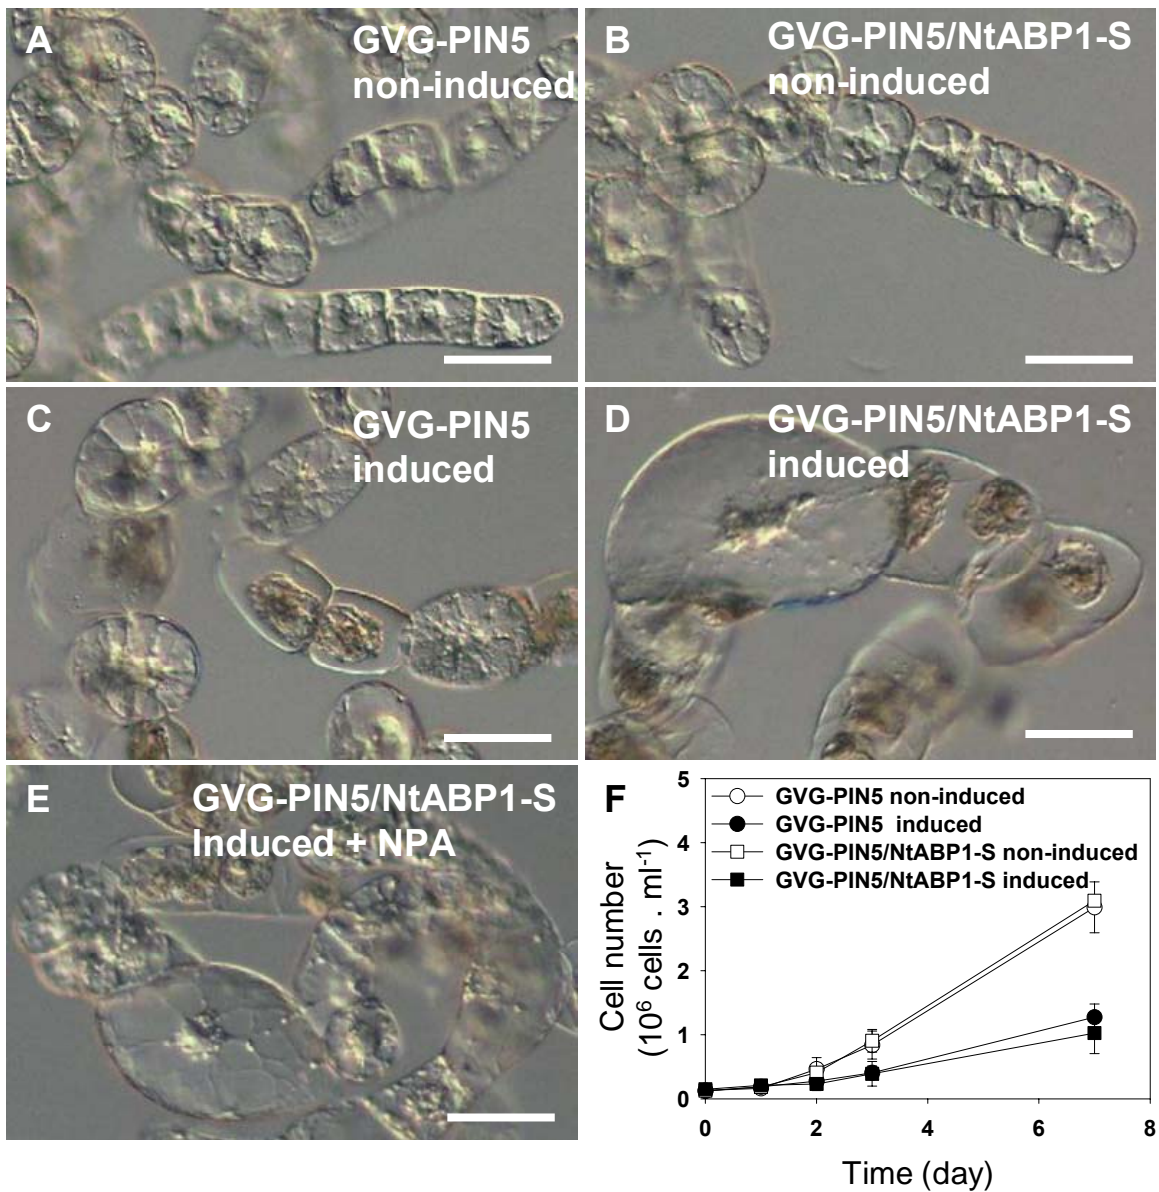 A
GVG-PIN5
non-induced
B
GVG-PIN5/NtABP1-S
non-induced
C
GVG-PIN5
induced
D
GVG-PIN5/NtABP1-S
induced
E
GVG-PIN5/NtABP1-S
Induced + NPA
F
GVG-PIN5 non-induced
GVG-PIN5 induced
GVG-PIN5/NtABP1-S non-induced
GVG-PIN5/NtABP1-S induced
Cell number
(10⁶ cells . ml⁻¹)
5
4
3
2
1
0
0 2 4 6 8
Time (day)